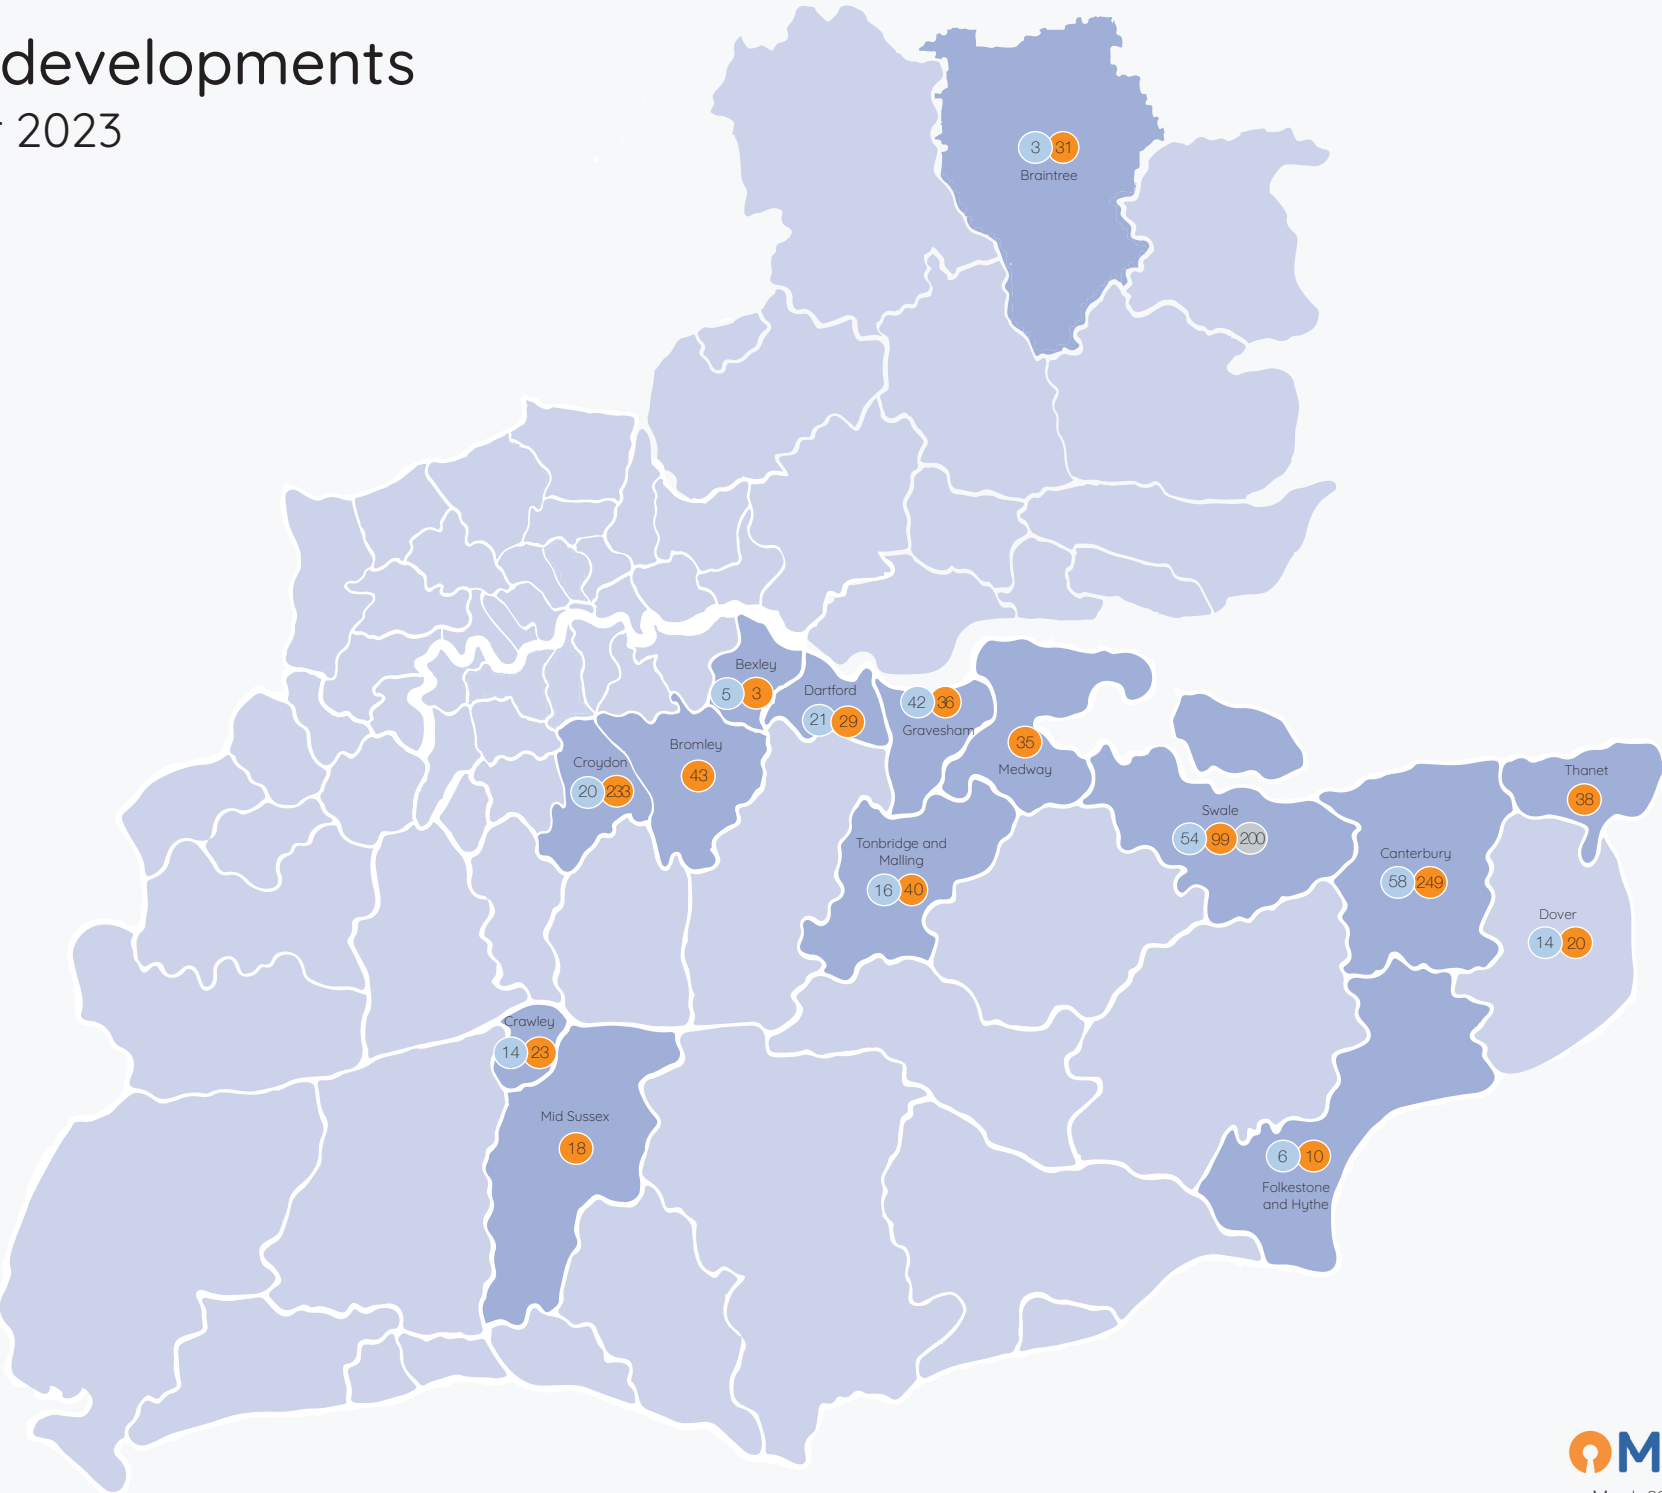 developments
2023
3 31
Braintree
Bexley
5 3
Dartford
21 29
42 36
Gravesham
35
Medway
Bromley
43
Croydon
20 233
Thanet
38
Swale
54 99 200
Tonbridge and
Malling
16 40
Canterbury
58 249
Dover
14 20
Crawley
14 23
Mid Sussex
18
6 10
Folkestone
and Hythe
M